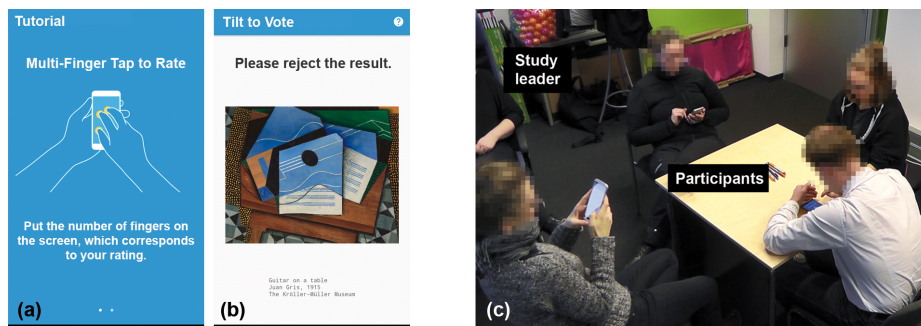 Tutorial
Multi-Finger Tap to Rate
Put the number of fingers on
the screen, which corresponds
to your rating.
(a)
Tilt to Vote
?
Please reject the result.
Guitar on a table
Juan Gris, 1915
The Kröller-Müller Museum
(b)
Study
leader
Participants
(c)